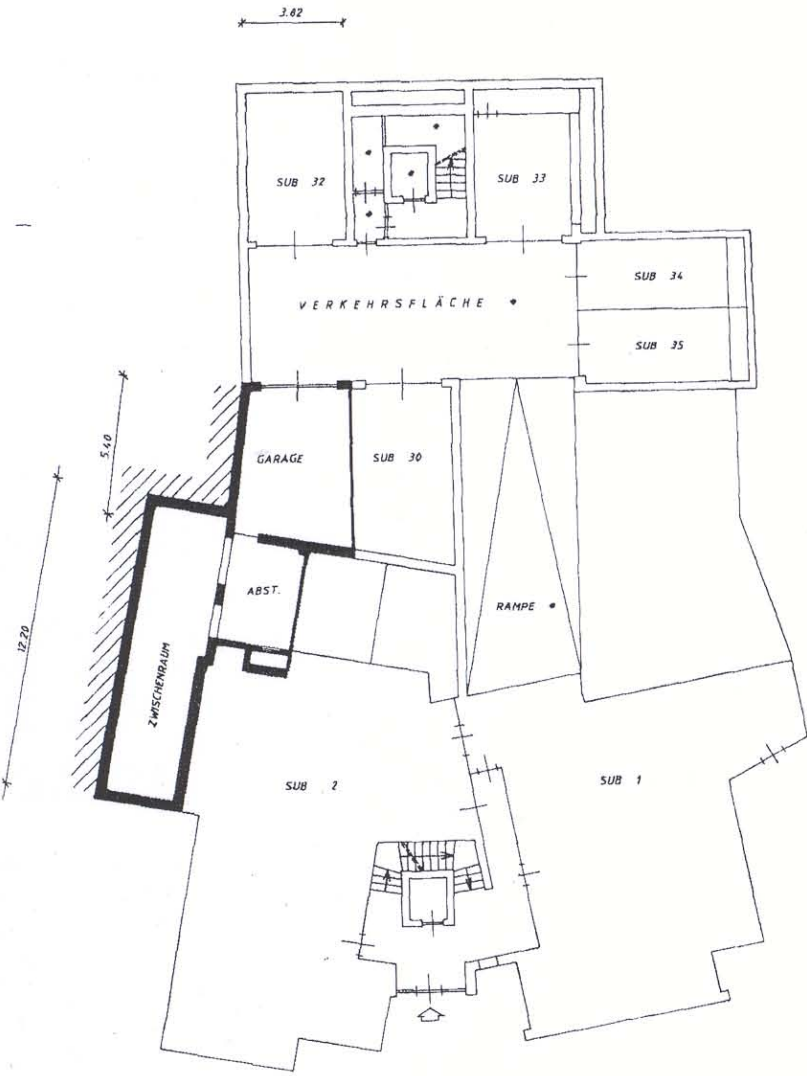 3.82
SUB 32
SUB 33
SUB 34
VERKEHRSFLÄCHE
SUB 35
5.40
GARAGE
SUB 30
12.20
ABST.
RAMPE
ZWISCHENRAUM
SUB 2
SUB 1